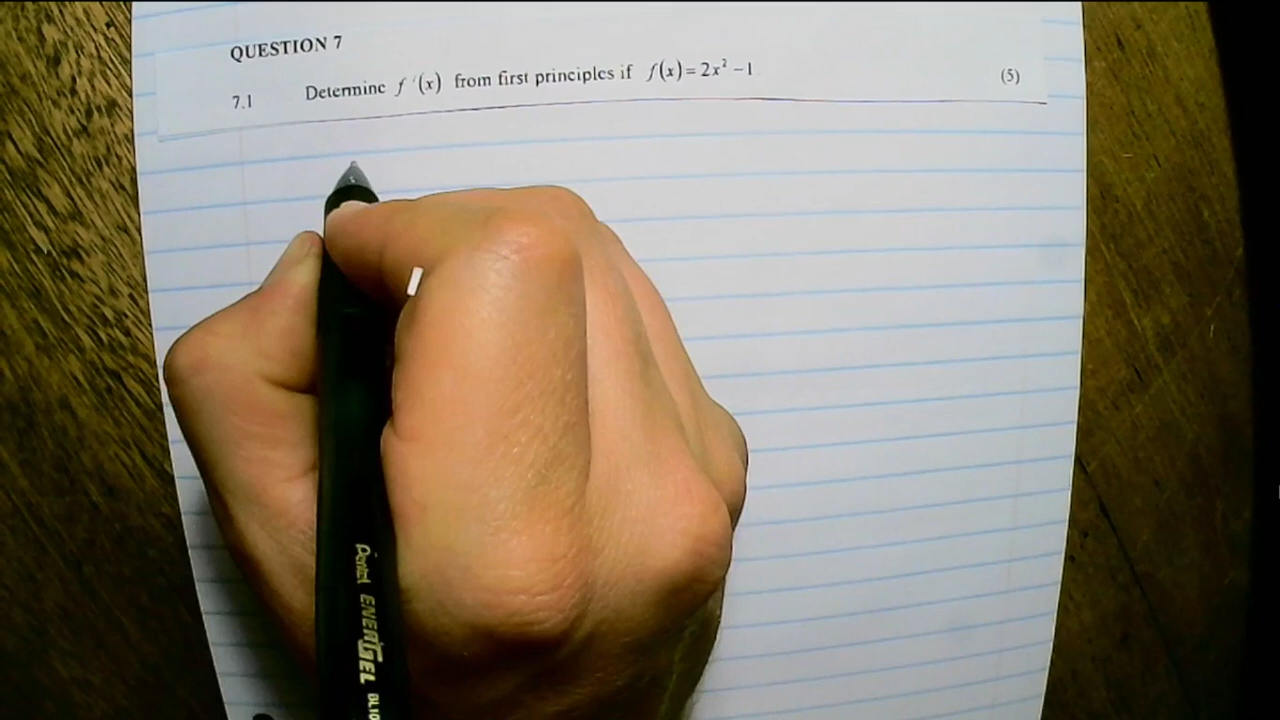 QUESTION 7
7.1 Determine f '(x) from first principles if f(x)=2x² −1 (5)
Pentel ENERGEL